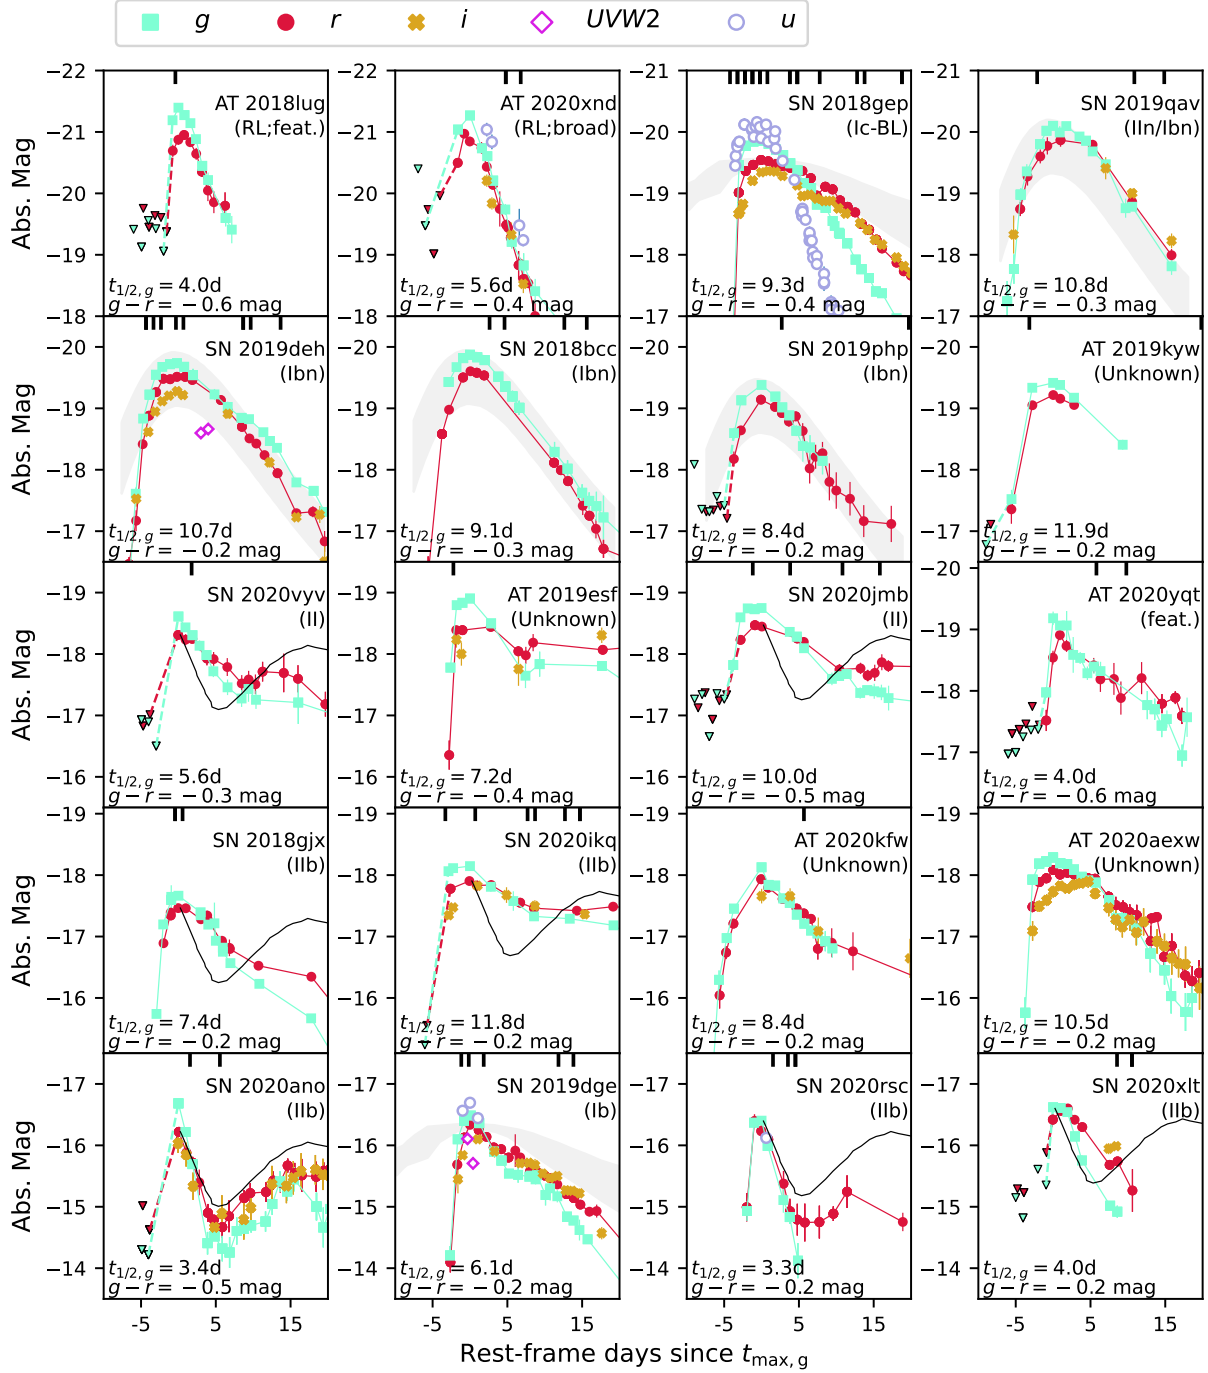 g r i UVW2 u
−22 −22 −21 −21
AT 2018lug AT 2020xnd SN 2018gep SN 2019qav
(RL;feat.) (RL;broad) (Ic-BL) (IIn/Ibn)
−21 −21 −20 −20
Abs. Mag
−20 −20 −19 −19
−19 −19 −18 −18
t1/2, g = 4.0d t1/2, g = 5.6d t1/2, g = 9.3d t1/2, g = 10.8d
g − r = −0.6 mag g − r = −0.4 mag g − r = −0.4 mag g − r = −0.3 mag
−18 −18 −17 −17
SN 2019deh SN 2018bcc SN 2019php AT 2019kyw
(Ibn) (Ibn) (Ibn) (Unknown)
−20 −20 −20 −20
−19 −19 −19 −19
Abs. Mag
−18 −18 −18 −18
−17 −17 −17 −17
t1/2, g = 10.7d t1/2, g = 9.1d t1/2, g = 8.4d t1/2, g = 11.9d
g − r = −0.2 mag g − r = −0.3 mag g − r = −0.2 mag g − r = −0.2 mag
−20
SN 2020vyv AT 2019esf SN 2020jmb AT 2020yqt
(II) (Unknown) (II) (feat.)
−19 −19 −19 −19
−18 −18 −18 −18
Abs. Mag
−17 −17 −17 −17
−16 −16 −16
t1/2, g = 5.6d t1/2, g = 7.2d t1/2, g = 10.0d t1/2, g = 4.0d
g − r = −0.3 mag g − r = −0.4 mag g − r = −0.5 mag g − r = −0.6 mag
−19 −19 −19 −19
SN 2018gjx SN 2020ikq AT 2020kfw AT 2020aexw
(IIb) (IIb) (Unknown) (Unknown)
−18 −18 −18 −18
Abs. Mag
−17 −17 −17 −17
−16 −16 −16 −16
t1/2, g = 7.4d t1/2, g = 11.8d t1/2, g = 8.4d t1/2, g = 10.5d
g − r = −0.2 mag g − r = −0.2 mag g − r = −0.2 mag g − r = −0.2 mag
SN 2020ano SN 2019dge SN 2020rsc SN 2020xlt
(IIb) (Ib) (IIb) (IIb)
−17 −17 −17 −17
−16 −16 −16 −16
Abs. Mag
−15 −15 −15 −15
−14 −14 −14 −14
t1/2, g = 3.4d t1/2, g = 6.1d t1/2, g = 3.3d t1/2, g = 4.0d
g − r = −0.5 mag g − r = −0.2 mag g − r = −0.2 mag g − r = −0.2 mag
-5 5 15 -5 5 15 -5 5 15 -5 5 15
Rest-frame days since tmax, g